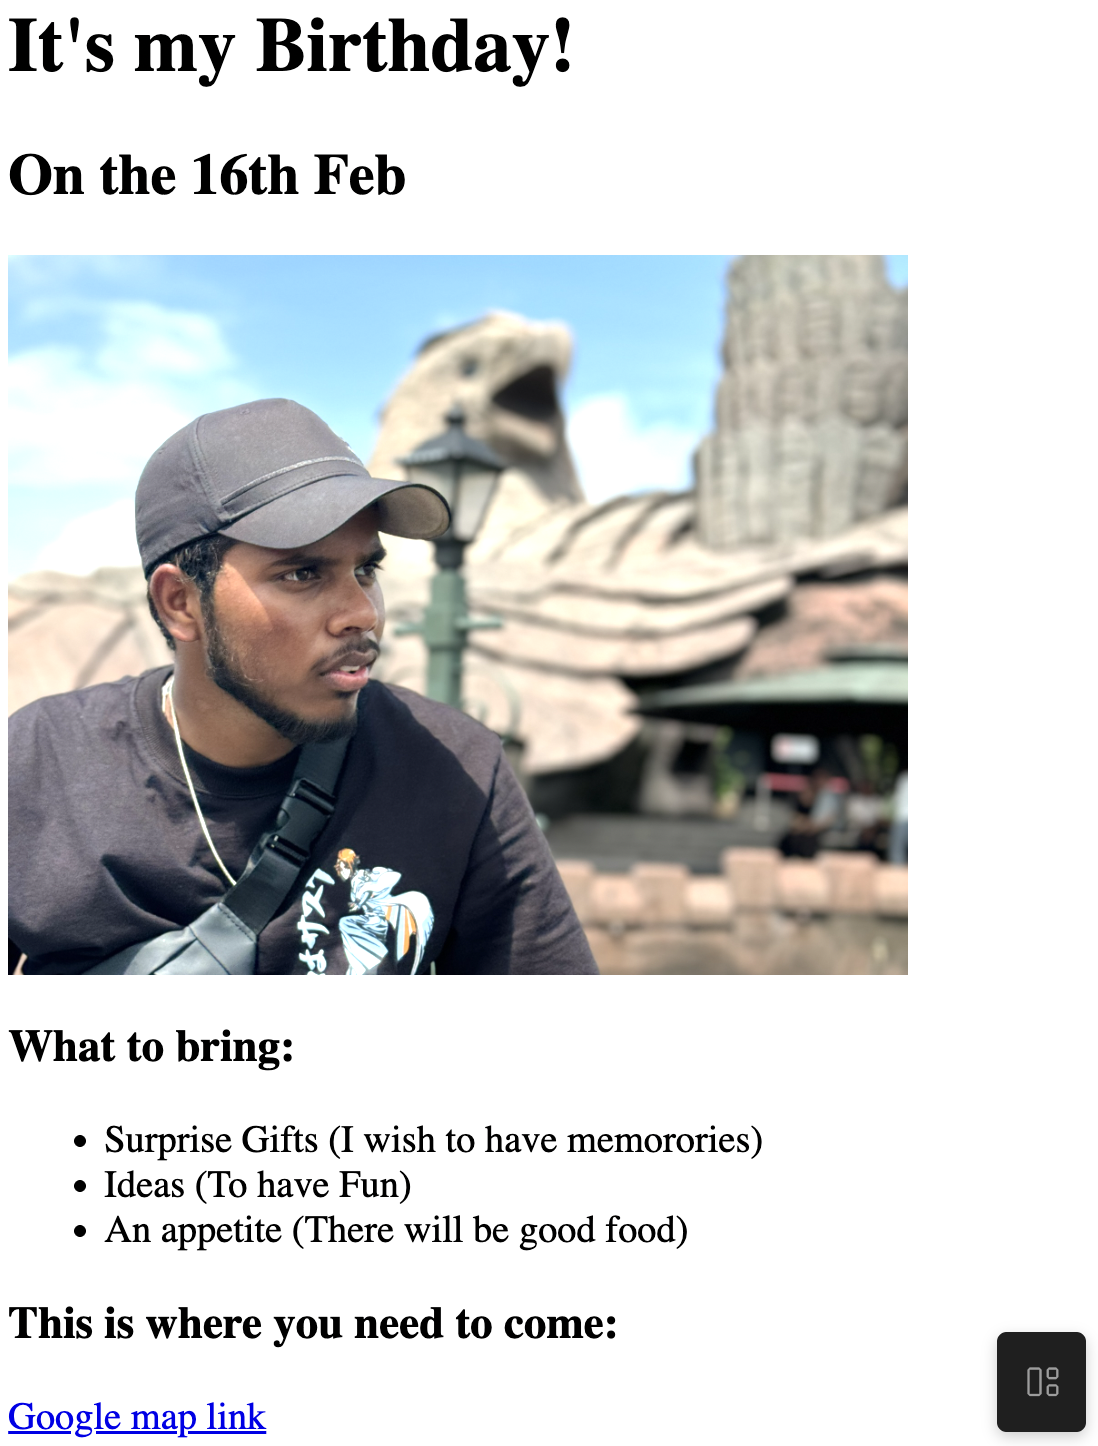 It's my Birthday!
On the 16th Feb
What to bring:
Surprise Gifts (I wish to have memorories)
Ideas (To have Fun)
An appetite (There will be good food)
This is where you need to come:
Google map link